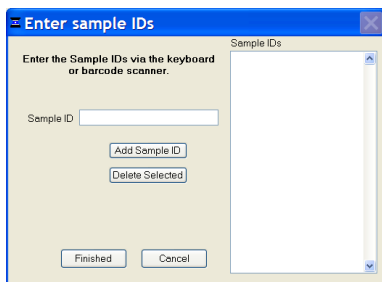 Enter sample IDs
Sample IDs
Enter the Sample IDs via the keyboard
or barcode scanner.
Sample ID
Add Sample ID
Delete Selected
Finished
Cancel